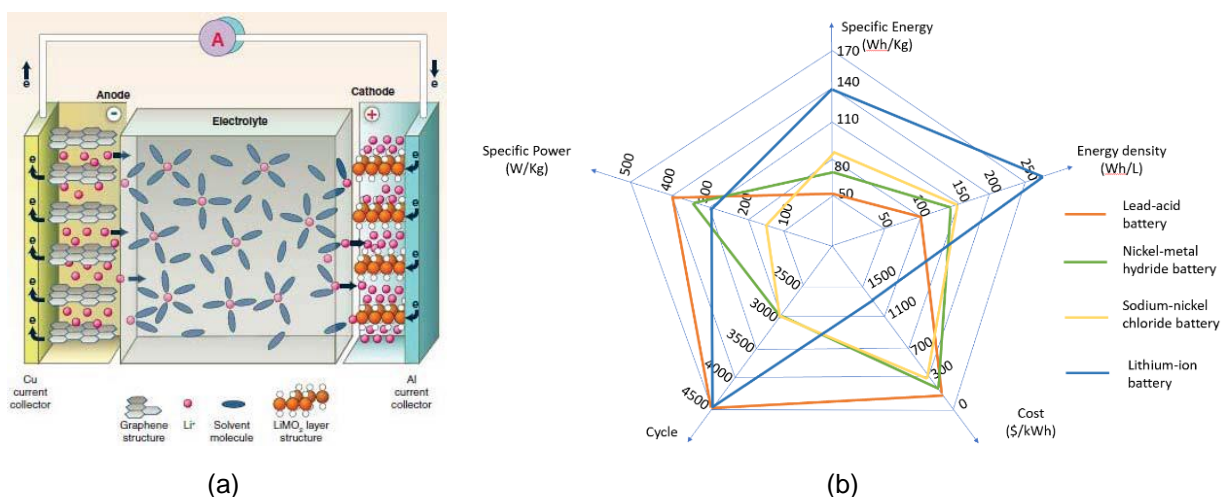 A
e
e
Anode
Cathode
-
+
Electrolyte
e
e
e
e
e
e
e
e
e
Cu
current
collector
Al
current
collector
Graphene
structure
Li⁺
Solvent
molecule
LiMO₂ layer
structure
(a)
Specific Energy
(Wh/Kg)
170
140
110
80
50
Energy density
(Wh/L)
250
200
150
100
50
Specific Power
(W/Kg)
500
400
300
200
100
2500
3000
3500
4000
4500
Cycle
1500
1100
700
300
0
Cost
($/kWh)
Lead-acid
battery
Nickel-metal
hydride battery
Sodium-nickel
chloride battery
Lithium-ion
battery
(b)